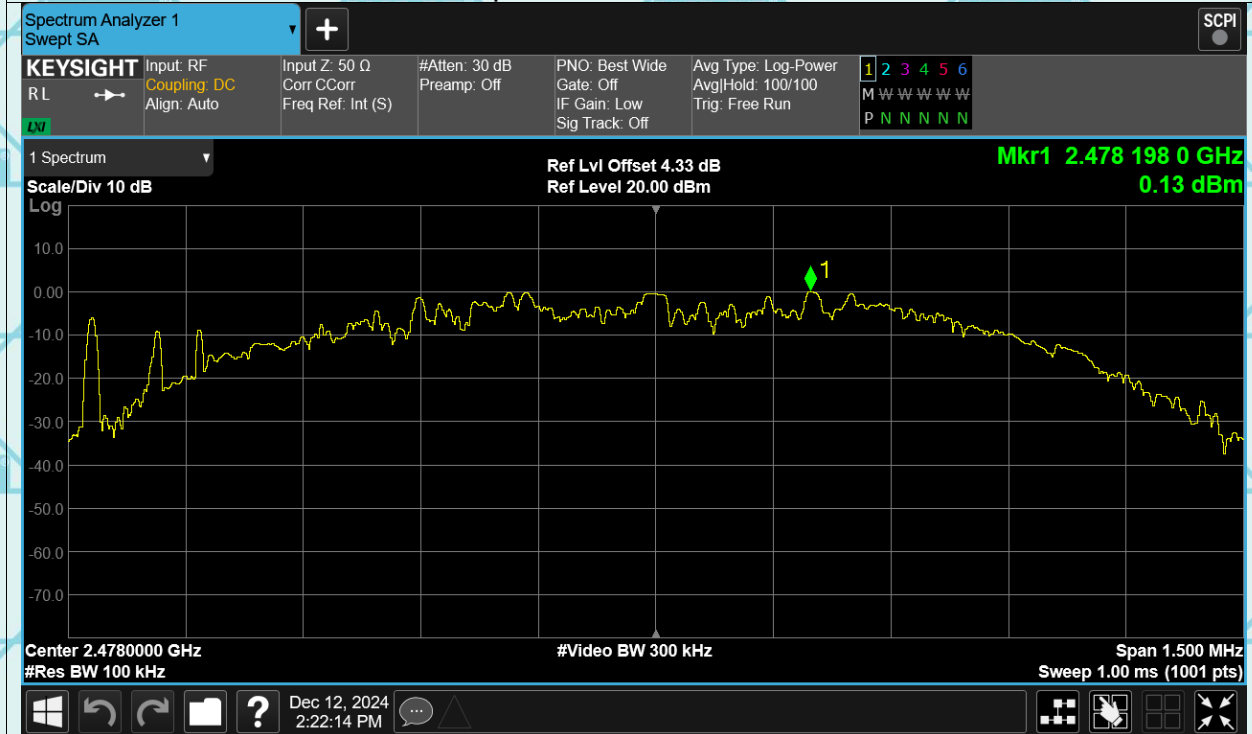 Spectrum Analyzer 1
Swept SA
+
SCPI
KEYSIGHT
R L
LXI
Input: RF
Coupling: DC
Align: Auto
Input Z: 50 Ω
Corr CCorr
Freq Ref: Int (S)
#Atten: 30 dB
Preamp: Off
PNO: Best Wide
Gate: Off
IF Gain: Low
Sig Track: Off
Avg Type: Log-Power
Avg|Hold: 100/100
Trig: Free Run
1 2 3 4 5 6
M W W W W W
P N N N N N
1 Spectrum
Scale/Div 10 dB
Ref Lvl Offset 4.33 dB
Ref Level 20.00 dBm
Mkr1 2.478 198 0 GHz
0.13 dBm
Log
10.0
0.00
-10.0
-20.0
-30.0
-40.0
-50.0
-60.0
-70.0
1
Center 2.4780000 GHz
#Video BW 300 kHz
Span 1.500 MHz
#Res BW 100 kHz
Sweep 1.00 ms (1001 pts)
?
Dec 12, 2024
2:22:14 PM